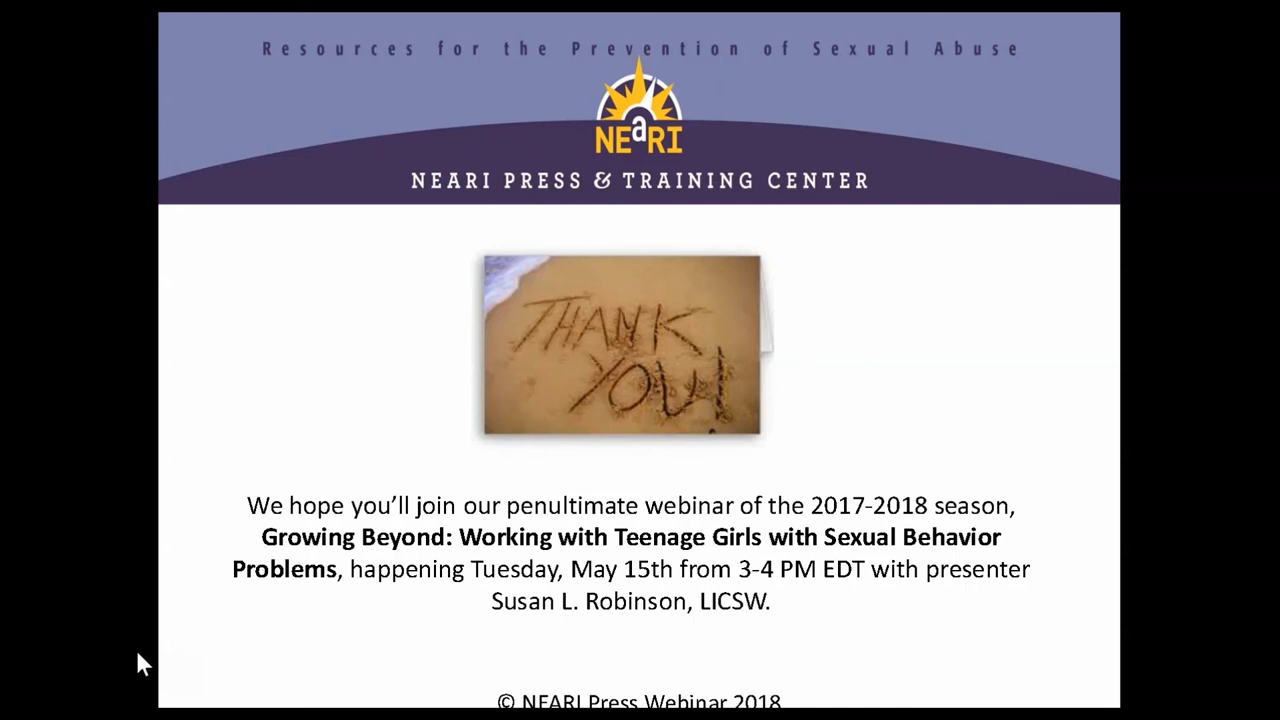 Resources for the Prevention of Sexual Abuse
NEaRI
NEARI PRESS & TRAINING CENTER
THANK
YOU!
We hope you’ll join our penultimate webinar of the 2017-2018 season,
Growing Beyond: Working with Teenage Girls with Sexual Behavior
Problems, happening Tuesday, May 15th from 3-4 PM EDT with presenter
Susan L. Robinson, LICSW.
© NEARI Press Webinar 2018